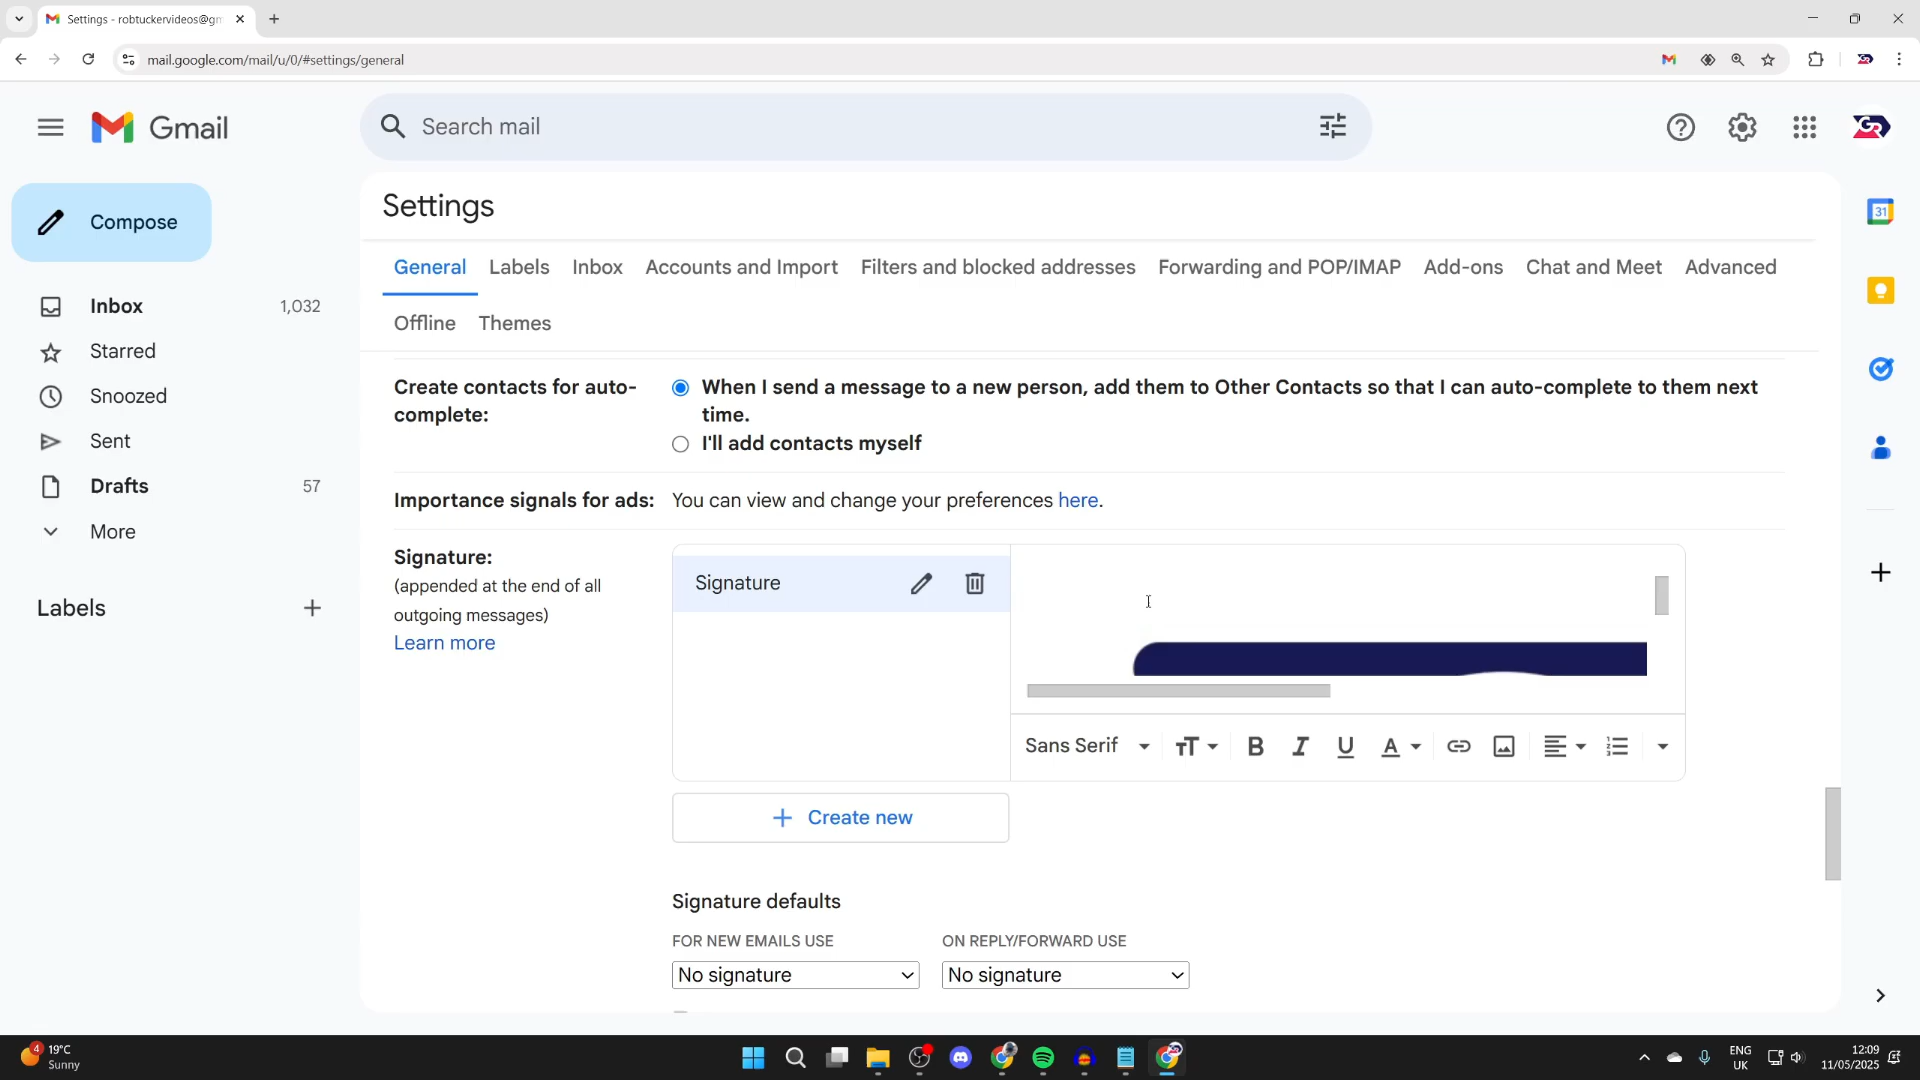 Settings - robtuckervideos@gm
mail.google.com/mail/u/0/#settings/general
Gmail
Search mail
Compose
Inbox 1,032
Starred
Snoozed
Sent
Drafts 57
More
Labels
Settings
General Labels Inbox Accounts and Import Filters and blocked addresses Forwarding and POP/IMAP Add-ons Chat and Meet Advanced
Offline Themes
Create contacts for auto-
complete:
When I send a message to a new person, add them to Other Contacts so that I can auto-complete to them next
time.
I'll add contacts myself
Importance signals for ads: You can view and change your preferences here.
Signature:
(appended at the end of all
outgoing messages)
Learn more
Signature
Sans Serif
Create new
Signature defaults
FOR NEW EMAILS USE ON REPLY/FORWARD USE
No signature No signature
31
4
19°C
Sunny
ENG
UK
12:09
11/05/2025